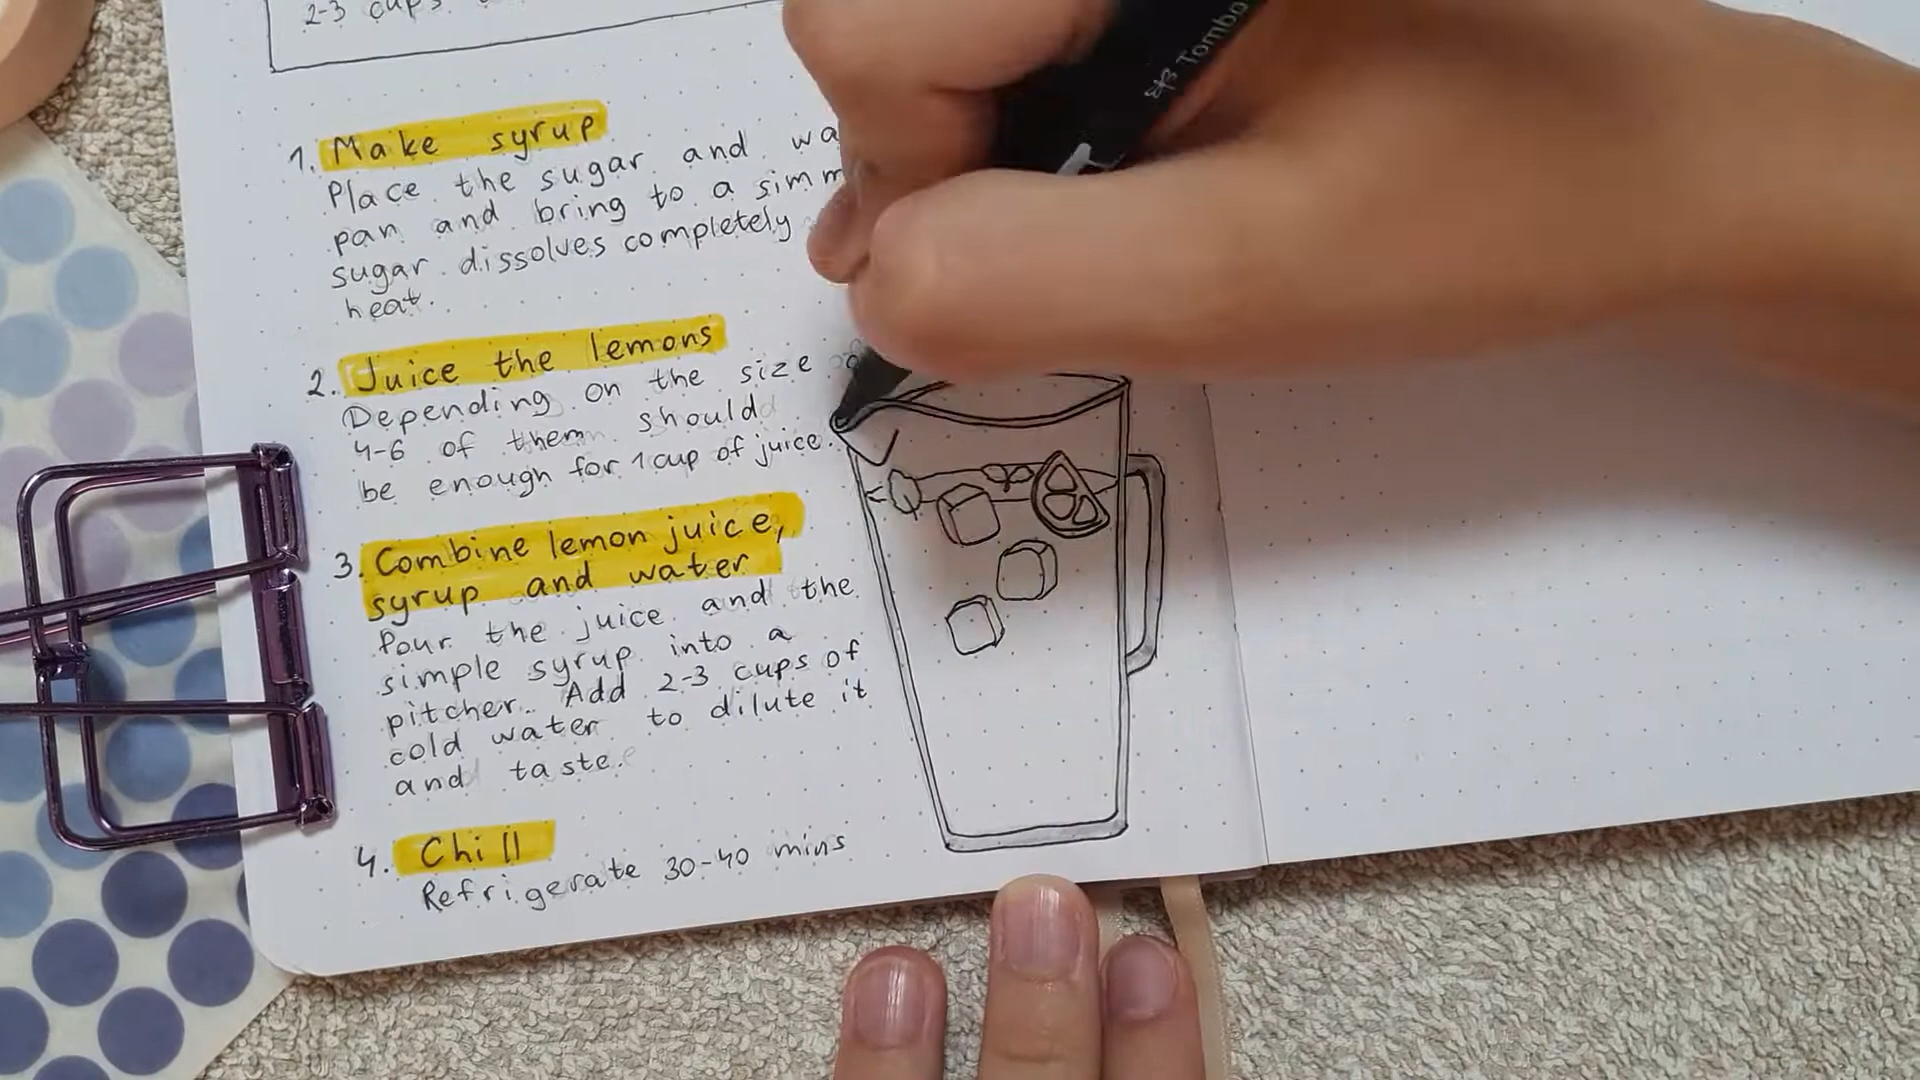 2-3 cups
1. Make syrup
Place the sugar and wa
pan and bring to a simm
sugar dissolves completely
heat.
2. Juice the lemons
Depending on the size
4-6 of them should
be enough for 1 cup of juice.
3. Combine lemon juice,
syrup and water
Pour the juice and the
simple syrup into a
pitcher. Add 2-3 cups of
cold water to dilute it
and taste.
4. Chill
Refrigerate 30-40 mins
Tombo